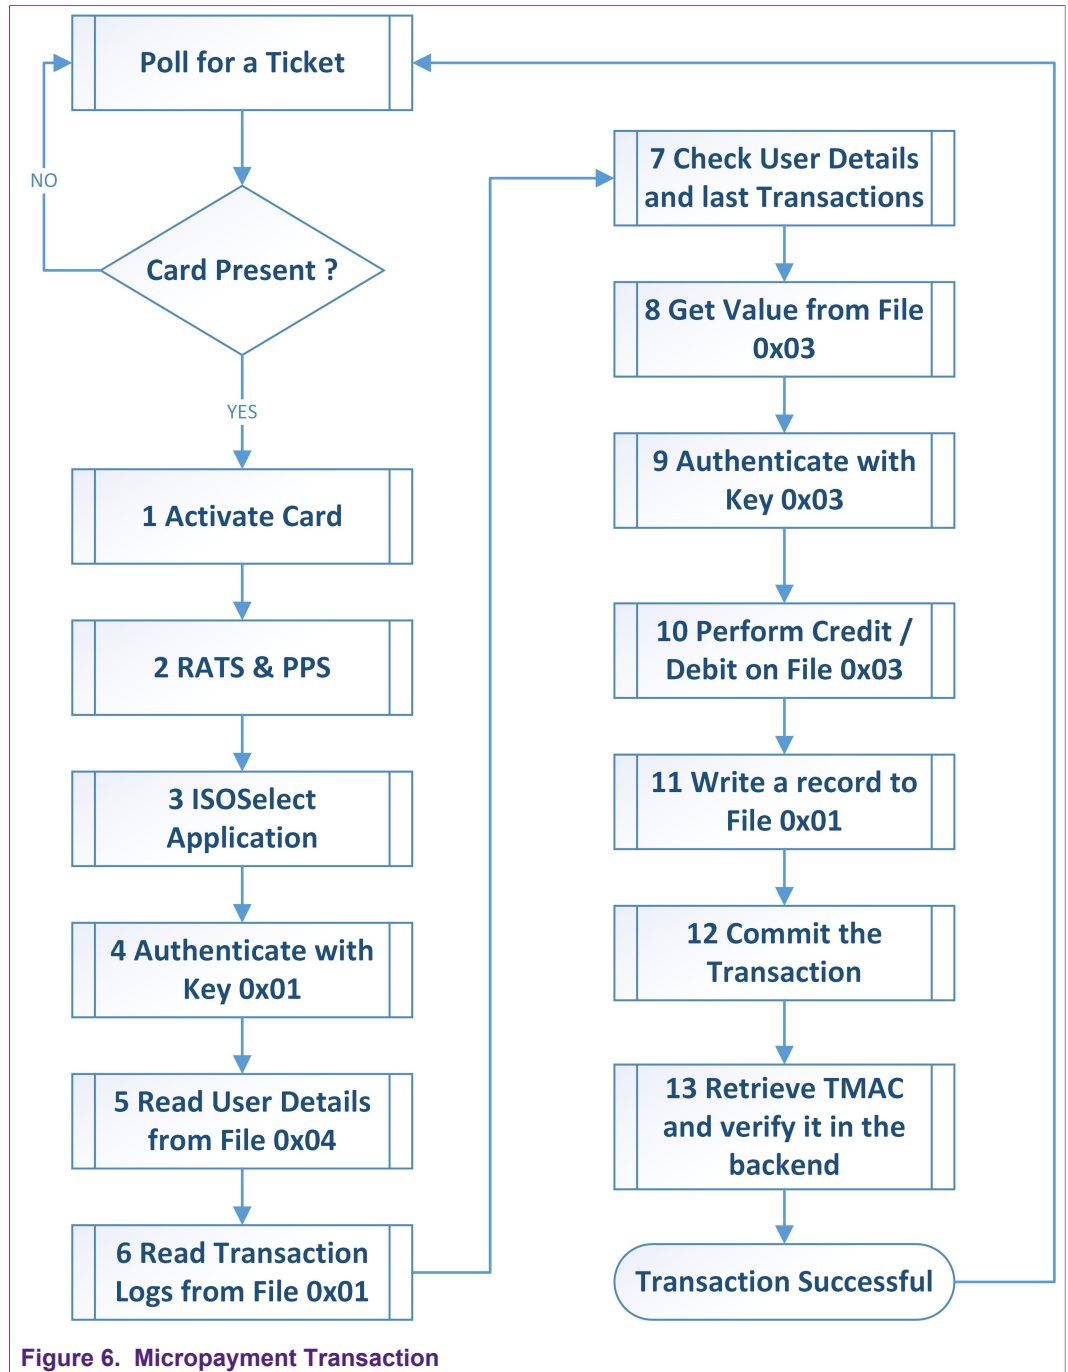 Poll for a Ticket
NO
Card Present ?
YES
1 Activate Card
2 RATS & PPS
3 ISOSelect
Application
4 Authenticate with
Key 0x01
5 Read User Details
from File 0x04
6 Read Transaction
Logs from File 0x01
7 Check User Details
and last Transactions
8 Get Value from File
0x03
9 Authenticate with
Key 0x03
10 Perform Credit /
Debit on File 0x03
11 Write a record to
File 0x01
12 Commit the
Transaction
13 Retrieve TMAC
and verify it in the
backend
Transaction Successful
Figure 6. Micropayment Transaction